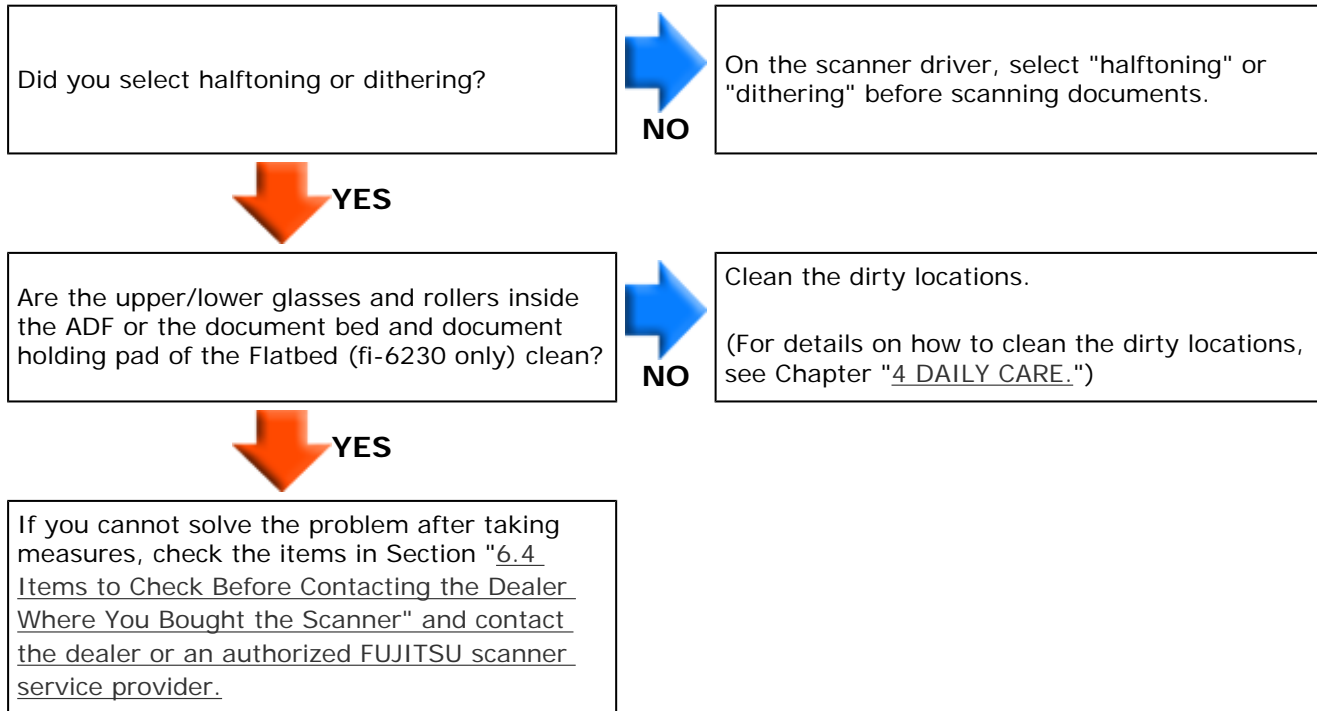 Did you select halftoning or dithering?
NO
On the scanner driver, select "halftoning" or
"dithering" before scanning documents.
YES
Are the upper/lower glasses and rollers inside
the ADF or the document bed and document
holding pad of the Flatbed (fi-6230 only) clean?
NO
Clean the dirty locations.
(For details on how to clean the dirty locations,
see Chapter "4 DAILY CARE.")
YES
If you cannot solve the problem after taking
measures, check the items in Section "6.4
Items to Check Before Contacting the Dealer
Where You Bought the Scanner" and contact
the dealer or an authorized FUJITSU scanner
service provider.